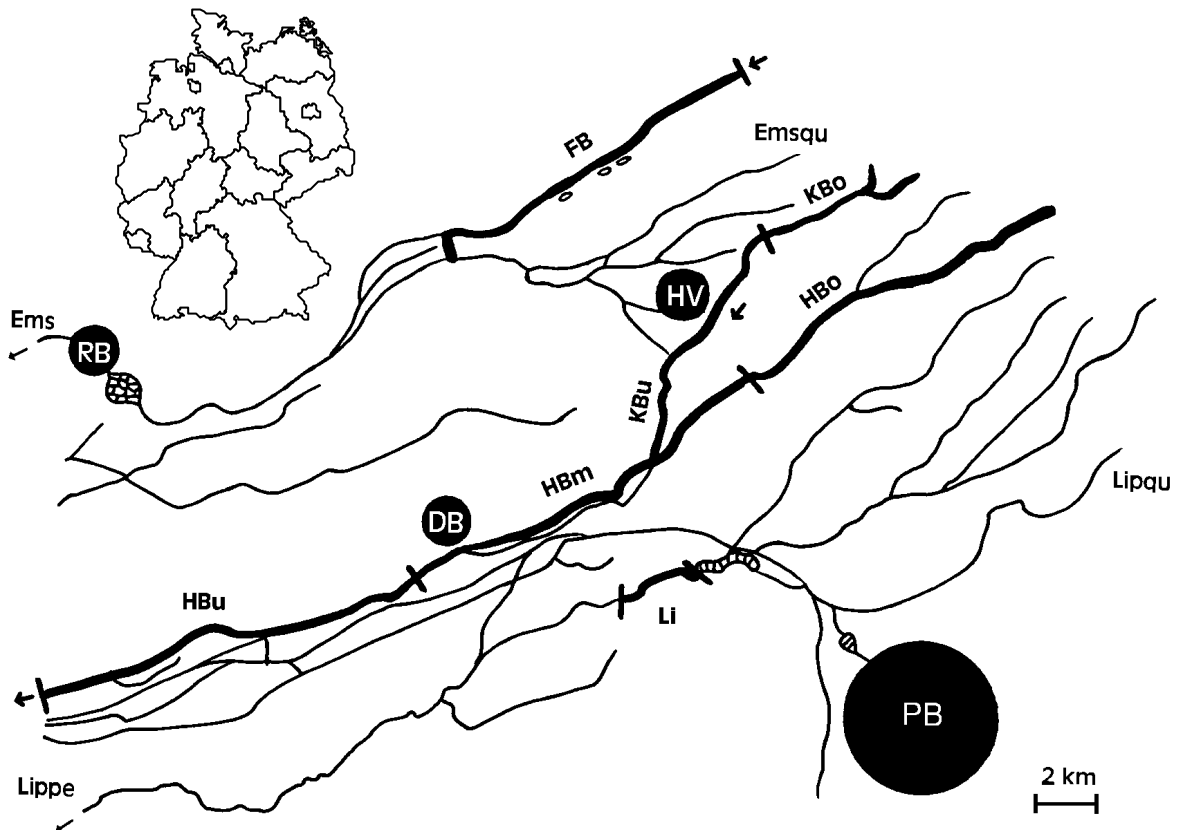 FB
Emsqu
KBo
HV
HBo
Ems
RB
KBu
HBm
Lipqu
DB
HBu
Li
PB
Lippe
2 km